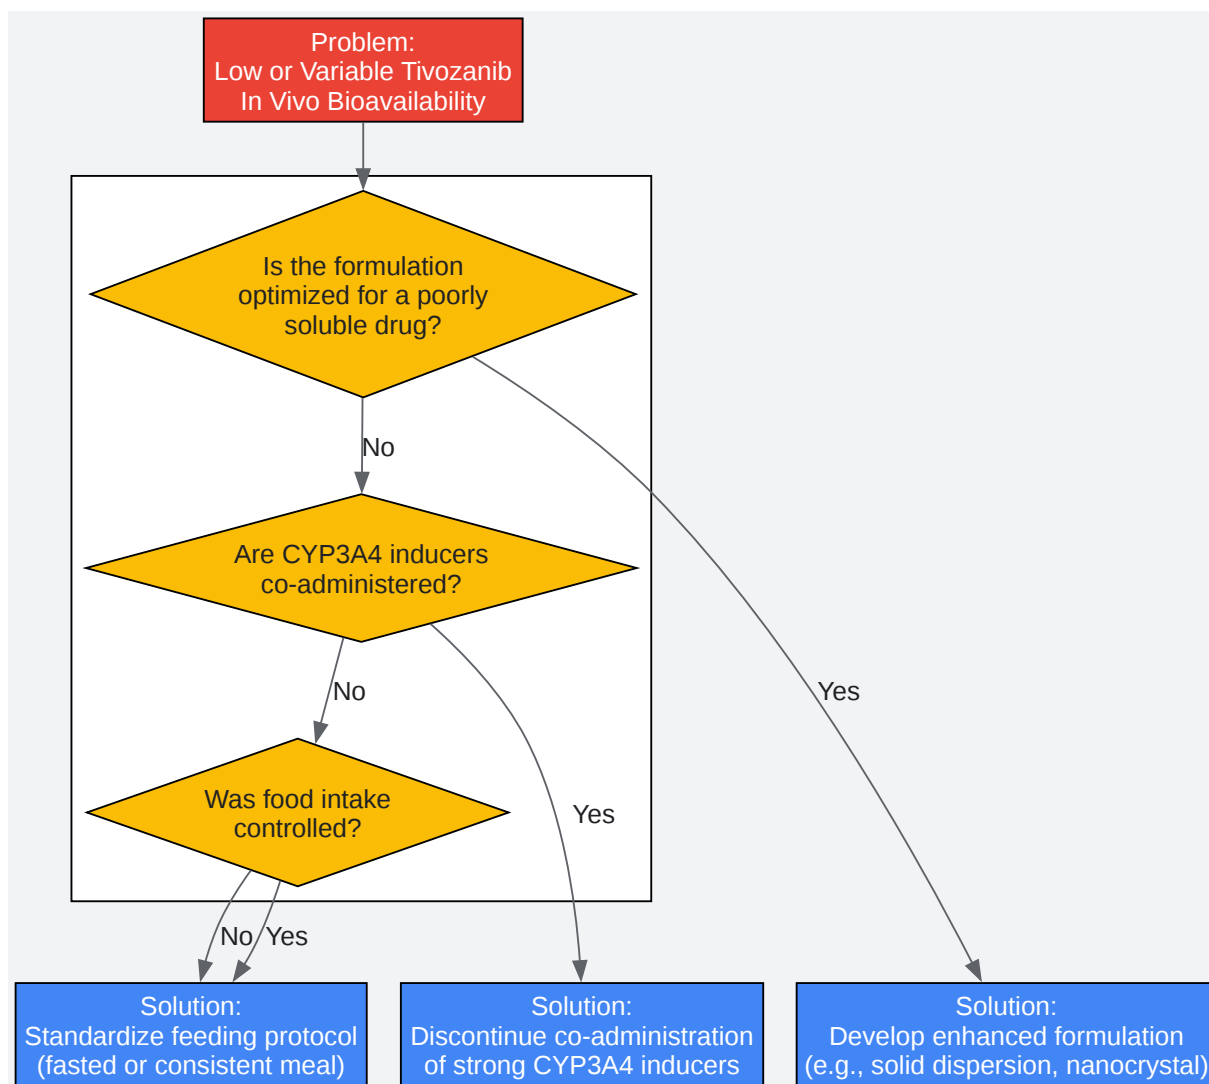 Problem:
Low or Variable Tivozanib
In Vivo Bioavailability
Is the formulation
optimized for a poorly
soluble drug?
No
Are CYP3A4 inducers
co-administered?
No
Yes
Was food intake
controlled?
Yes
No
Yes
Solution:
Standardize feeding protocol
(fasted or consistent meal)
Solution:
Discontinue co-administration
of strong CYP3A4 inducers
Solution:
Develop enhanced formulation
(e.g., solid dispersion, nanocrystal)